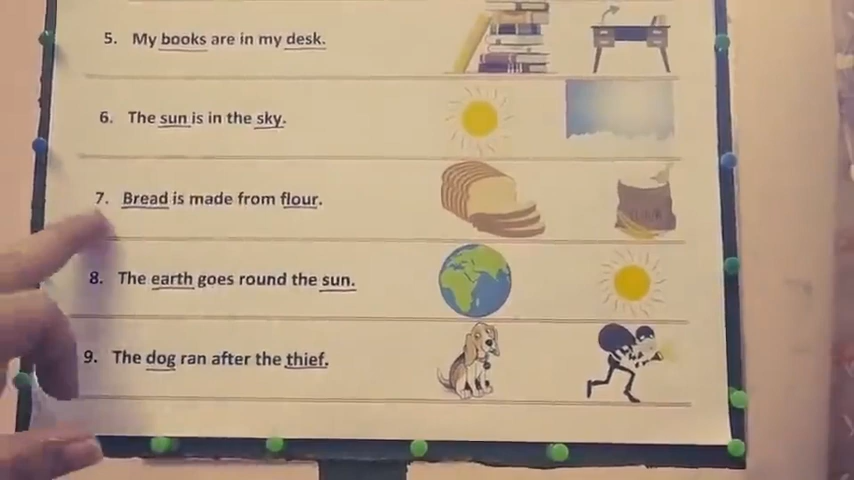 5. My books are in my desk.
6. The sun is in the sky.
7. Bread is made from flour.
8. The earth goes round the sun.
9. The dog ran after the thief.